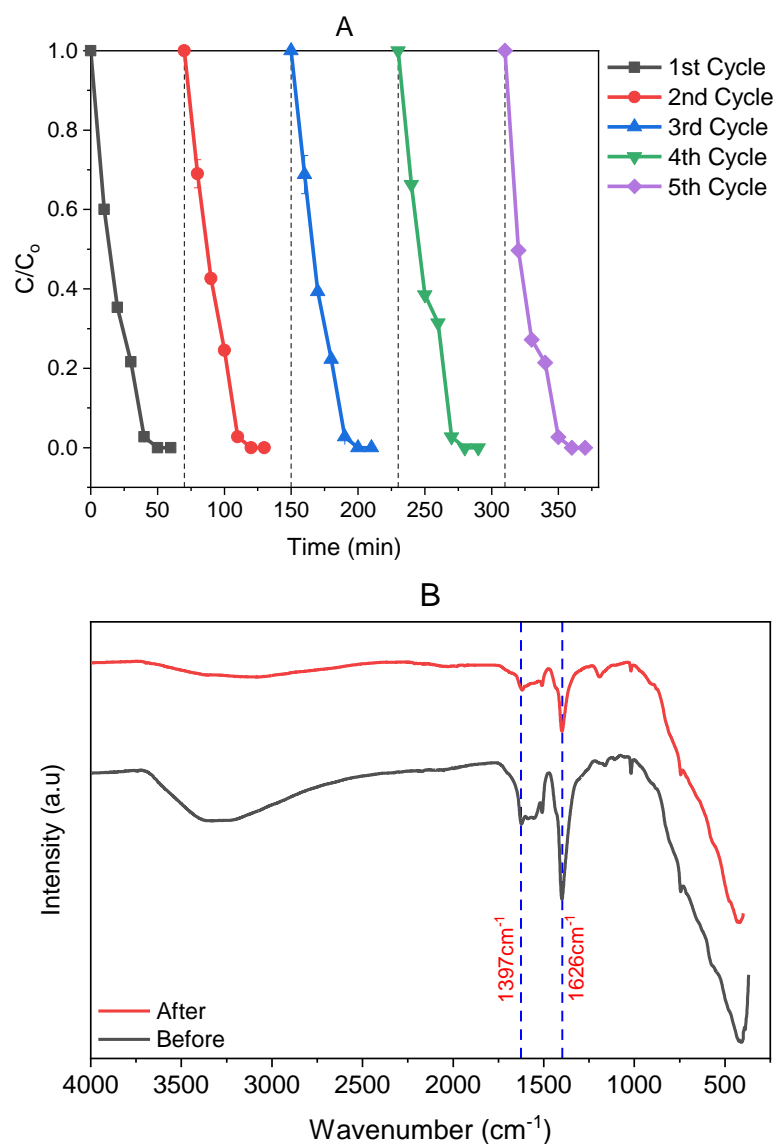 A
1st Cycle
2nd Cycle
3rd Cycle
4th Cycle
5th Cycle
C/Co
1.0
0.8
0.6
0.4
0.2
0.0
0 50 100 150 200 250 300 350
Time (min)
B
Intensity (a.u)
1397cm-1
1626cm-1
After
Before
4000 3500 3000 2500 2000 1500 1000 500
Wavenumber (cm-1)